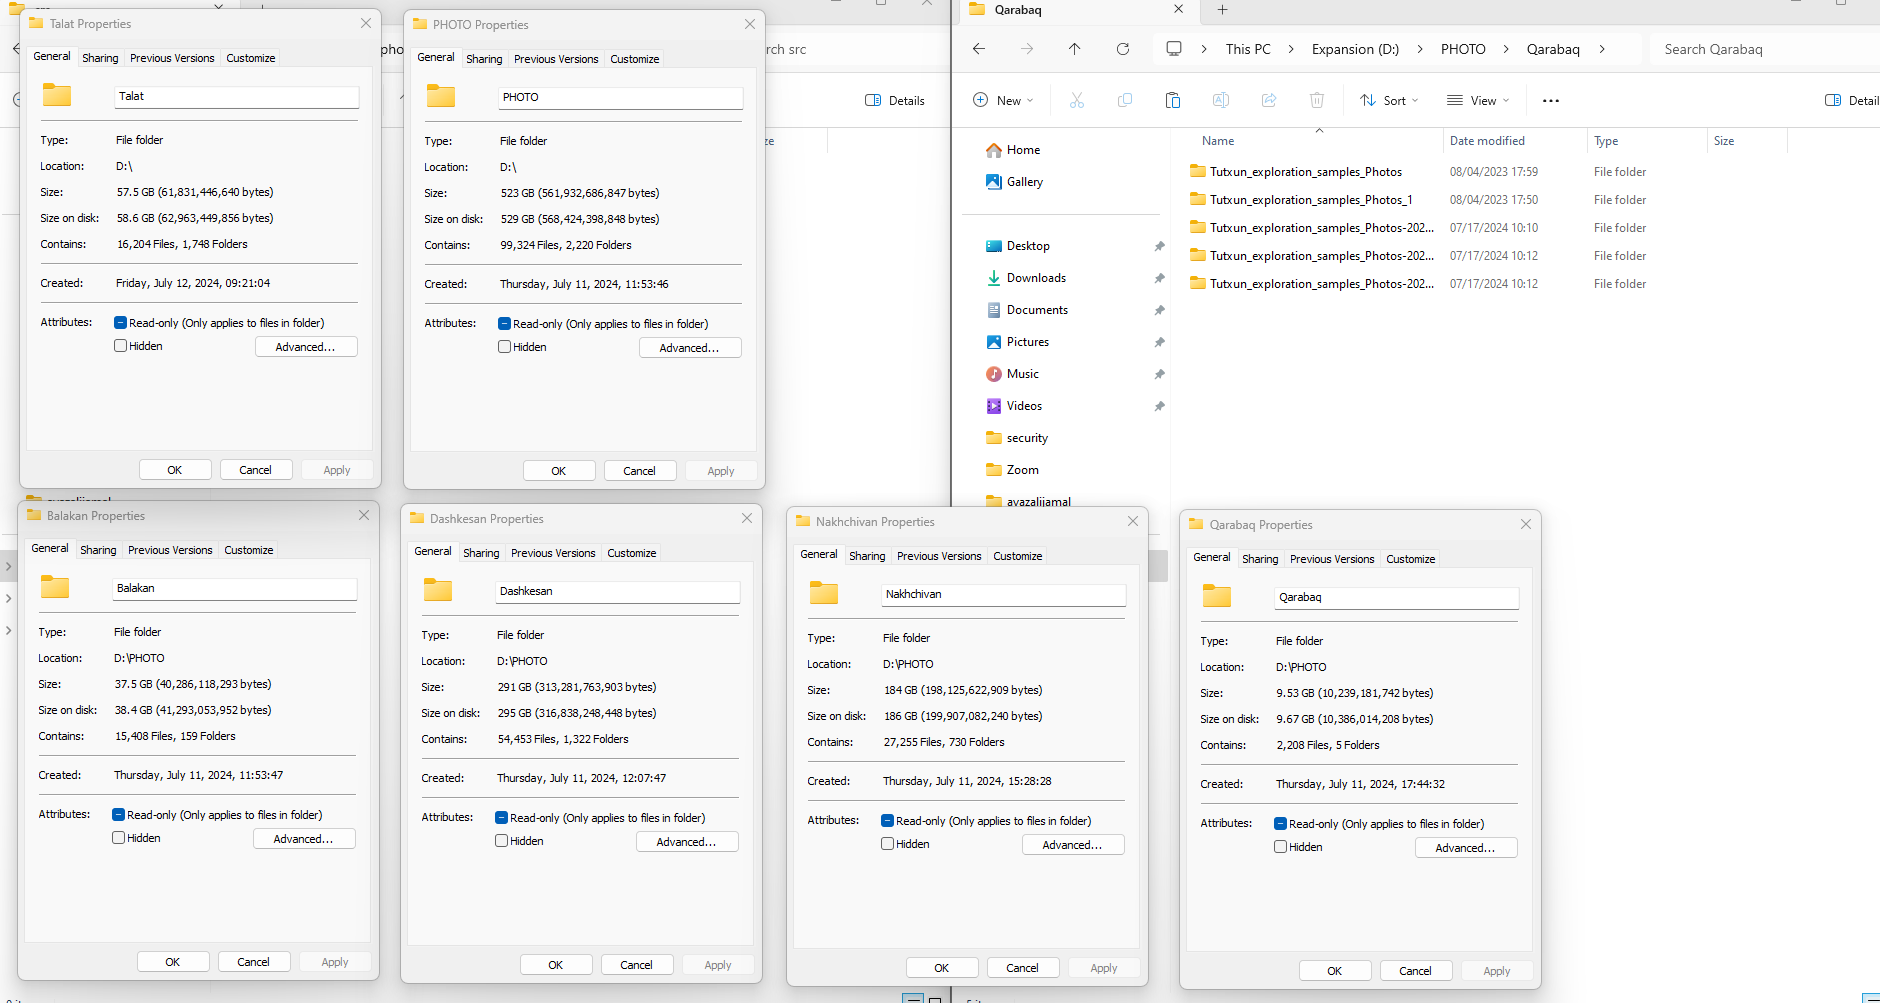 Talat Properties
General Sharing Previous Versions Customize
Talat
Type: File folder
Location: D:\
Size: 57.5 GB (61,831,446,640 bytes)
Size on disk: 58.6 GB (62,963,449,856 bytes)
Contains: 16,204 Files, 1,748 Folders
Created: Friday, July 12, 2024, 09:21:04
Attributes: Read-only (Only applies to files in folder)
Hidden Advanced...
OK Cancel Apply
PHOTO Properties
General Sharing Previous Versions Customize
PHOTO
Type: File folder
Location: D:\
Size: 523 GB (561,932,686,847 bytes)
Size on disk: 529 GB (568,424,398,848 bytes)
Contains: 99,324 Files, 2,220 Folders
Created: Thursday, July 11, 2024, 11:53:46
Attributes: Read-only (Only applies to files in folder)
Hidden Advanced...
OK Cancel Apply
src
Details
Qarabaq
This PC Expansion (D:) PHOTO Qarabaq Search Qarabaq
New Sort View ... Detail
Name Date modified Type Size
Tutxun_exploration_samples_Photos 08/04/2023 17:59 File folder
Tutxun_exploration_samples_Photos_1 08/04/2023 17:50 File folder
Tutxun_exploration_samples_Photos-202... 07/17/2024 10:10 File folder
Tutxun_exploration_samples_Photos-202... 07/17/2024 10:12 File folder
Tutxun_exploration_samples_Photos-202... 07/17/2024 10:12 File folder
Home
Gallery
Desktop
Downloads
Documents
Pictures
Music
Videos
security
Zoom
avazalijamal
Balakan Properties
General Sharing Previous Versions Customize
Balakan
Type: File folder
Location: D:\PHOTO
Size: 37.5 GB (40,286,118,293 bytes)
Size on disk: 38.4 GB (41,293,053,952 bytes)
Contains: 15,408 Files, 159 Folders
Created: Thursday, July 11, 2024, 11:53:47
Attributes: Read-only (Only applies to files in folder)
Hidden Advanced...
OK Cancel Apply
Dashkesan Properties
General Sharing Previous Versions Customize
Dashkesan
Type: File folder
Location: D:\PHOTO
Size: 291 GB (313,281,763,903 bytes)
Size on disk: 295 GB (316,838,248,448 bytes)
Contains: 54,453 Files, 1,322 Folders
Created: Thursday, July 11, 2024, 12:07:47
Attributes: Read-only (Only applies to files in folder)
Hidden Advanced...
OK Cancel Apply
Nakhchivan Properties
General Sharing Previous Versions Customize
Nakhchivan
Type: File folder
Location: D:\PHOTO
Size: 184 GB (198,125,622,909 bytes)
Size on disk: 186 GB (199,907,082,240 bytes)
Contains: 27,255 Files, 730 Folders
Created: Thursday, July 11, 2024, 15:28:28
Attributes: Read-only (Only applies to files in folder)
Hidden Advanced...
OK Cancel Apply
Qarabaq Properties
General Sharing Previous Versions Customize
Qarabaq
Type: File folder
Location: D:\PHOTO
Size: 9.53 GB (10,239,181,742 bytes)
Size on disk: 9.67 GB (10,386,014,208 bytes)
Contains: 2,208 Files, 5 Folders
Created: Thursday, July 11, 2024, 17:44:32
Attributes: Read-only (Only applies to files in folder)
Hidden Advanced...
OK Cancel Apply